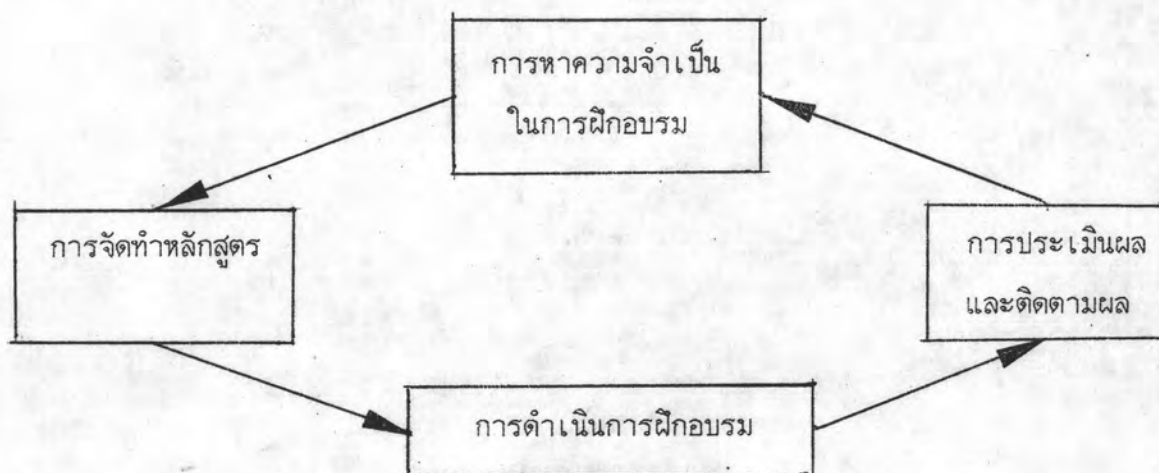 การหาความจำเป็น
ในการฝึกอบรม
การจัดทำหลักสูตร
การประเมินผล
และติดตามผล
การดำเนินการฝึกอบรม